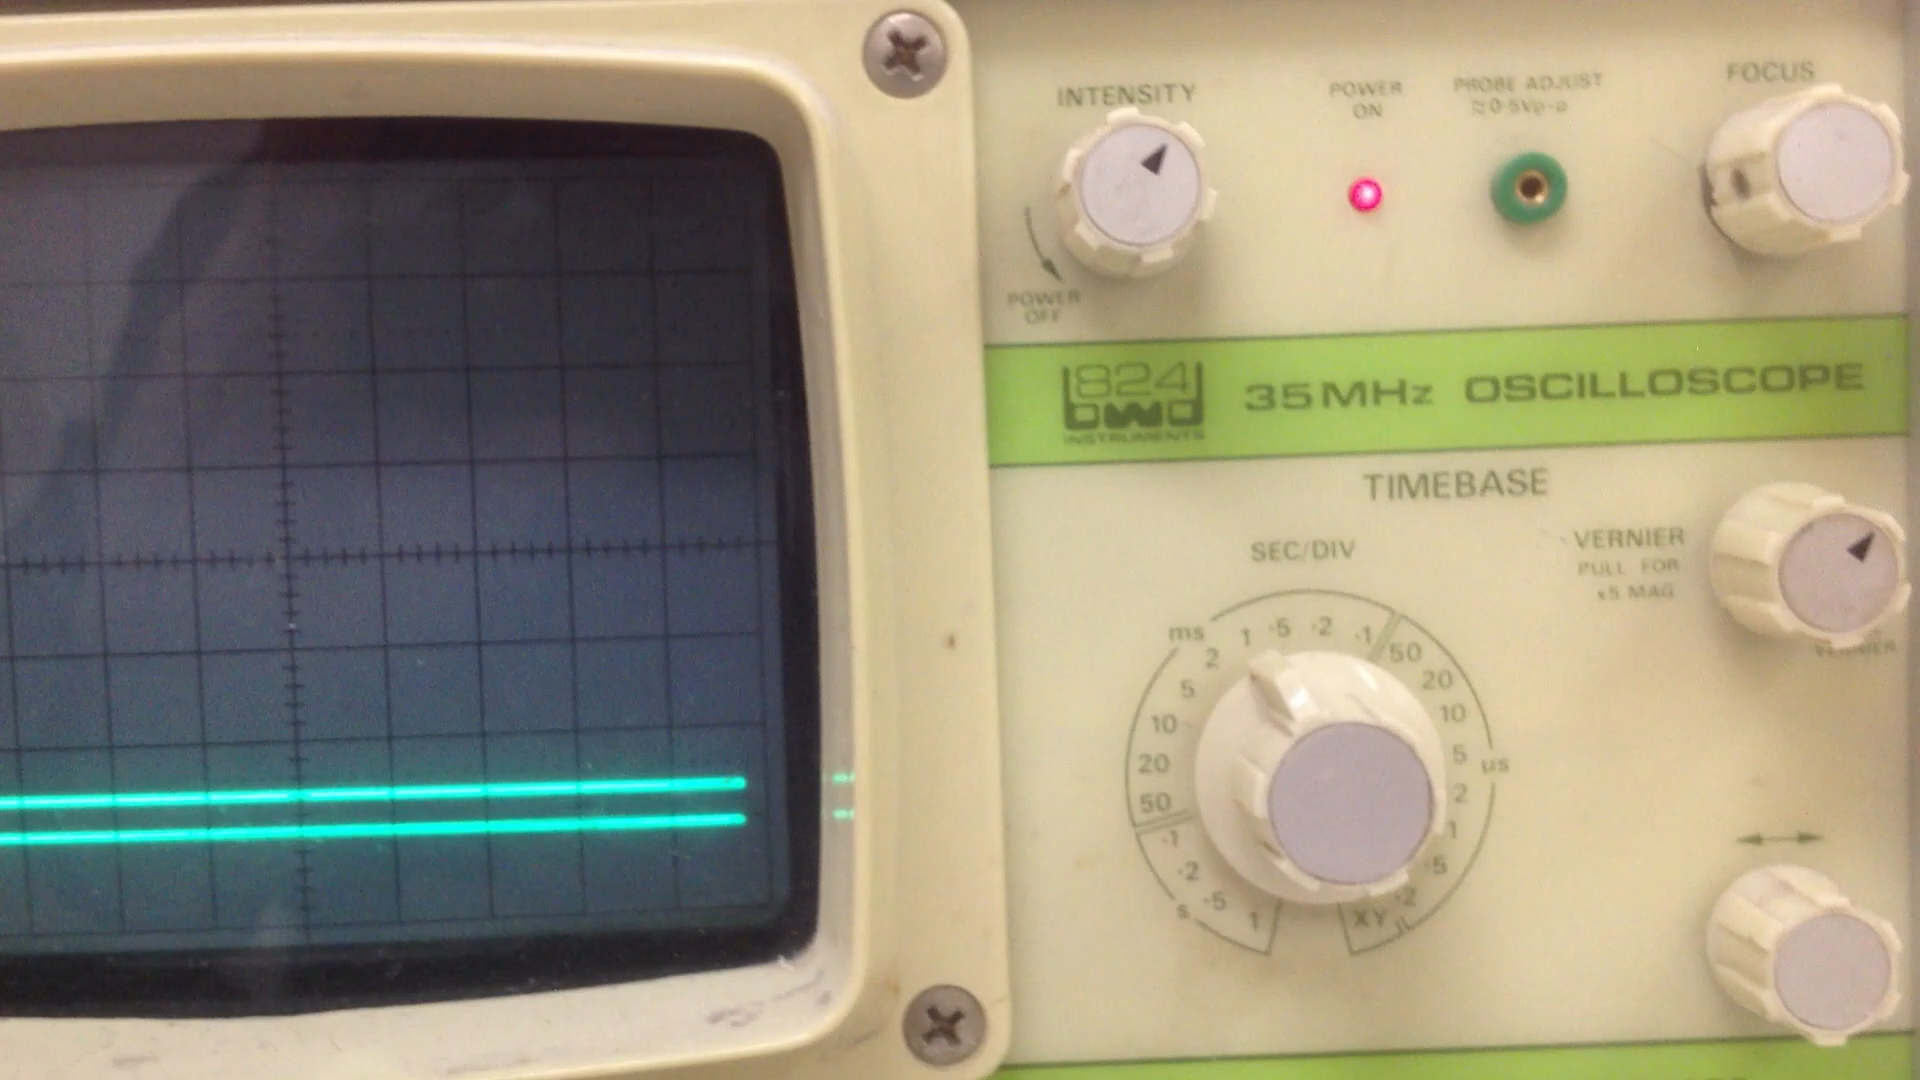 INTENSITY
POWER
ON
PROBE ADJUST
≈0·5Vp-p
FOCUS
POWER
OFF
824
bwd
INSTRUMENTS
35MHz OSCILLOSCOPE
TIMEBASE
SEC/DIV
VERNIER
PULL FOR
x5 MAG
VERNIER
ms
1
·5
·2
·1
50
20
10
5
µs
2
1
·5
·2
XY
2
5
10
20
50
·1
·2
·5
s
1